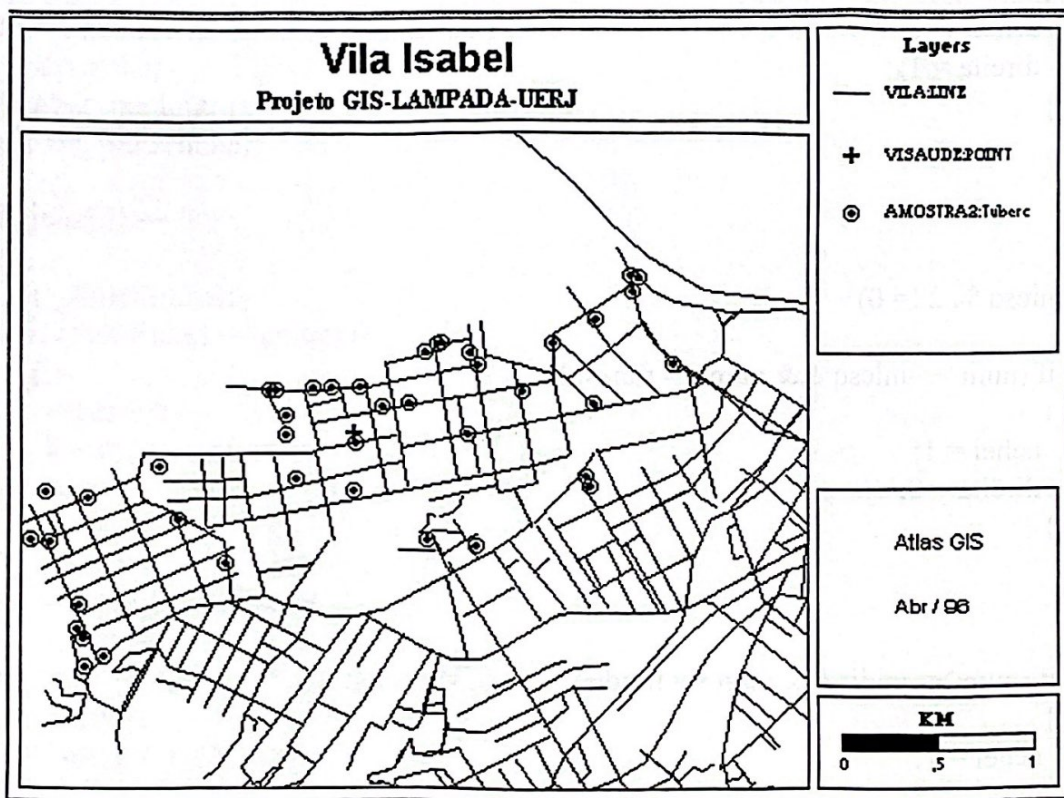 Vila Isabel
Projeto GIS-LAMPADA-UERJ
Layers
VILA:LINE
VISAUDE:POINT
AMOSTRA2:Tuberc
Atlas GIS
Abr / 96
KM
0 .5 1